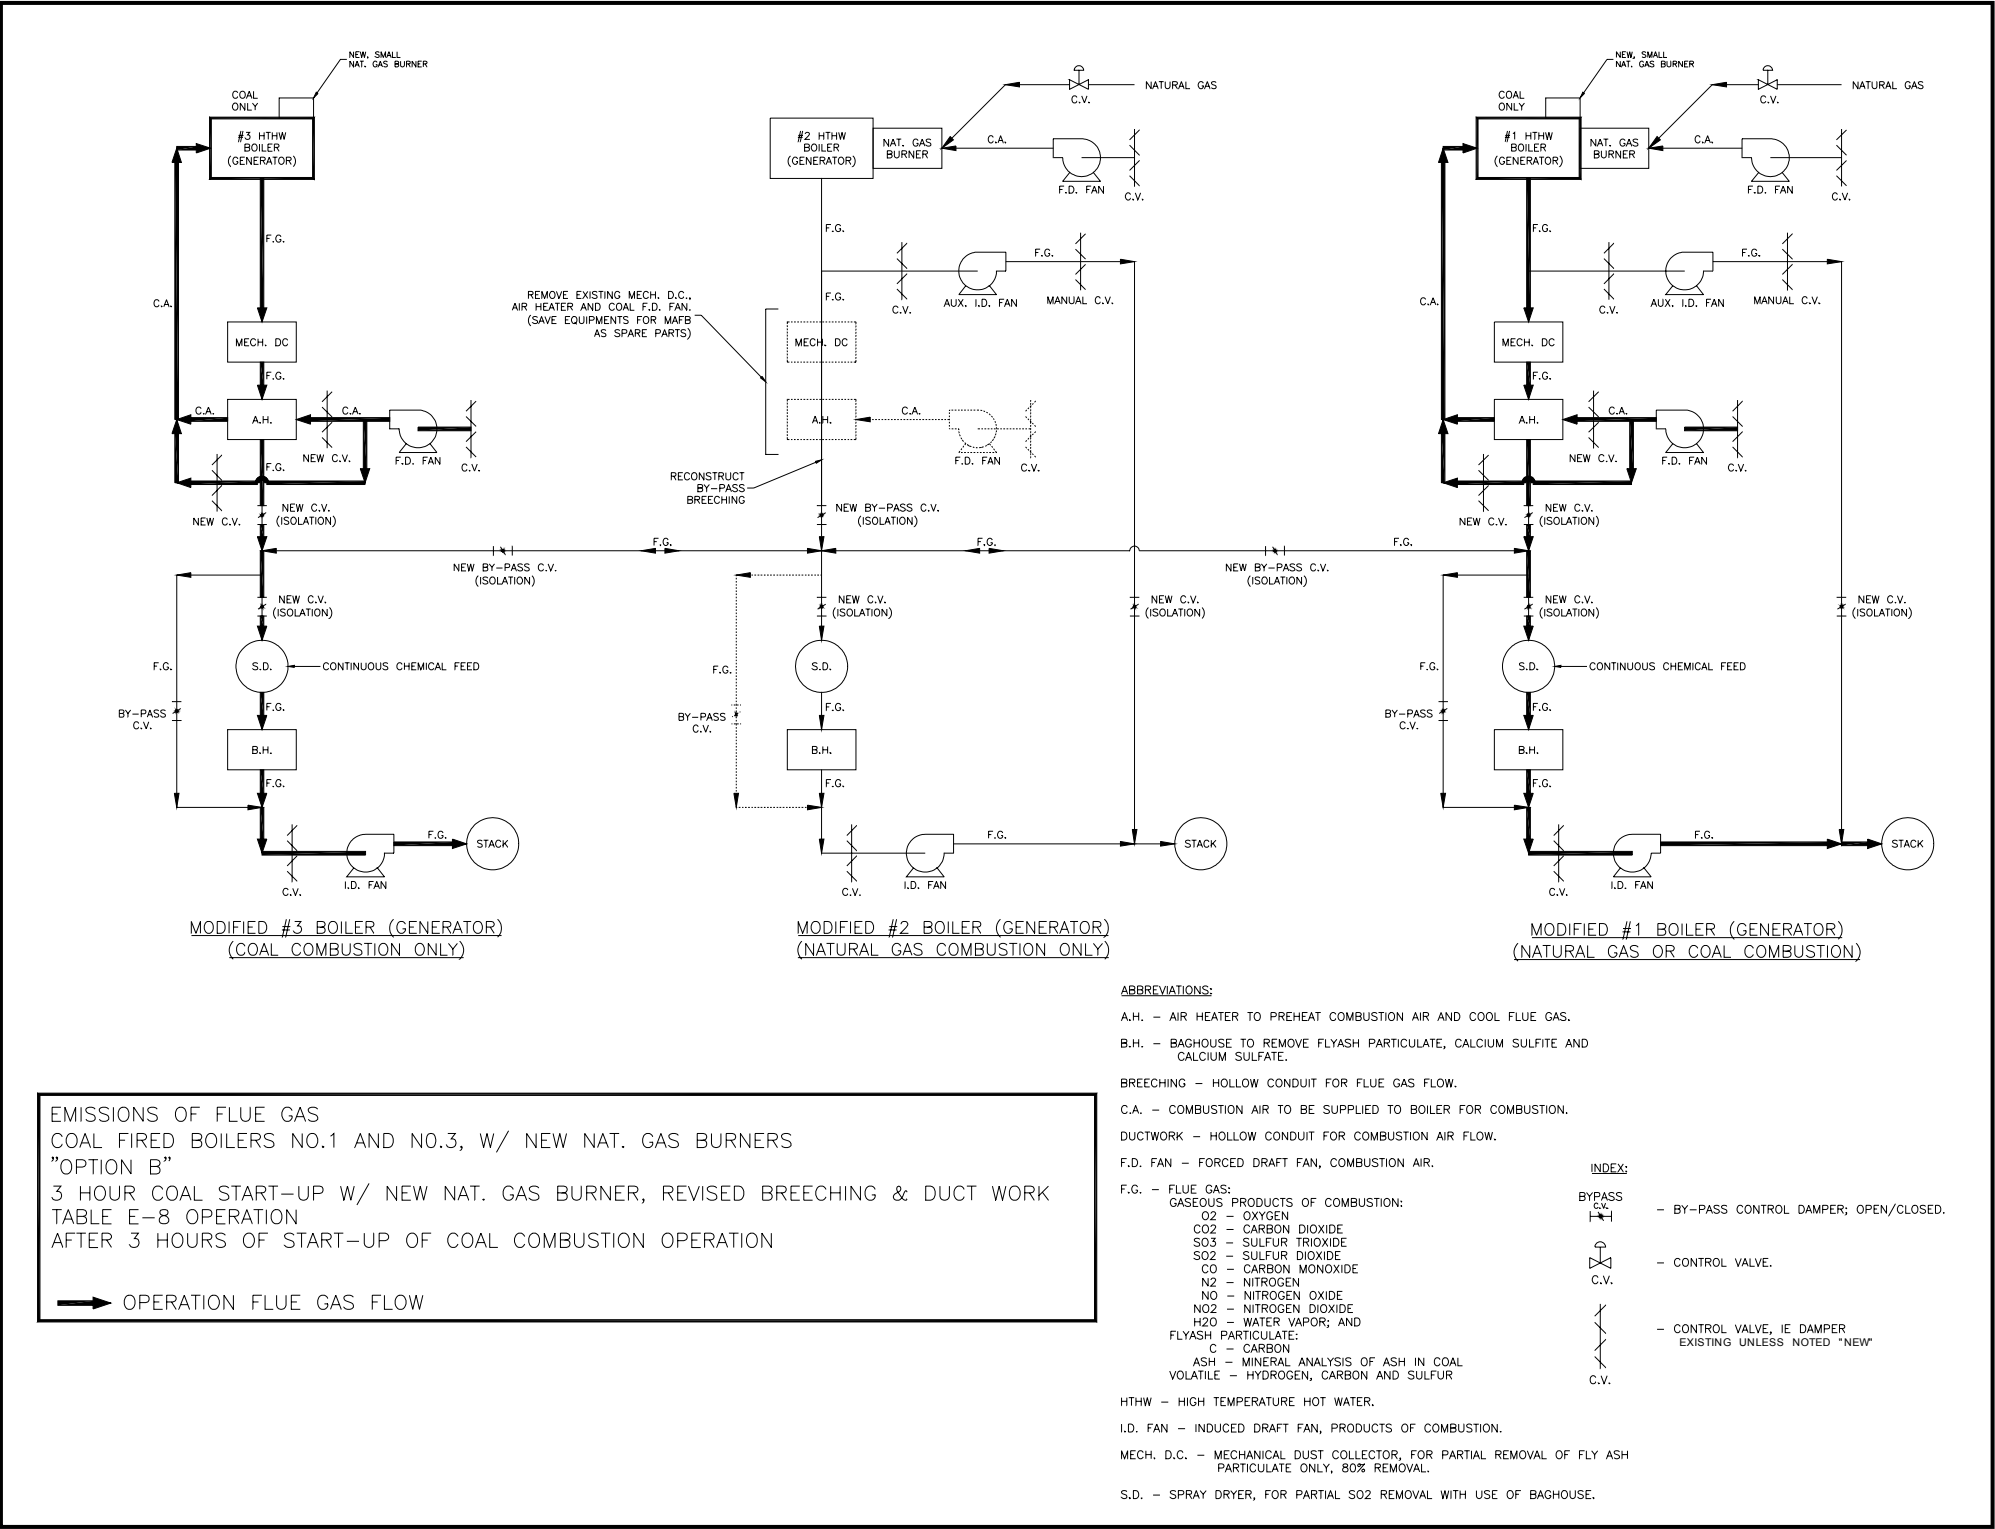 NEW, SMALL
NAT. GAS BURNER
COAL
ONLY
#3 HTHW
BOILER
(GENERATOR)
F.G.
C.A.
MECH. DC
F.G.
C.A.
A.H.
C.A.
F.G.
NEW C.V.
F.D. FAN
C.V.
NEW C.V.
NEW C.V.
(ISOLATION)
F.G.
NEW BY-PASS C.V.
(ISOLATION)
NEW C.V.
(ISOLATION)
F.G.
S.D.
CONTINUOUS CHEMICAL FEED
F.G.
BY-PASS
C.V.
B.H.
F.G.
C.V.
I.D. FAN
F.G.
STACK
MODIFIED #3 BOILER (GENERATOR)
(COAL COMBUSTION ONLY)
NATURAL GAS
C.V.
#2 HTHW
BOILER
(GENERATOR)
NAT. GAS
BURNER
C.A.
F.D. FAN
C.V.
F.G.
F.G.
C.V.
AUX. I.D. FAN
F.G.
MANUAL C.V.
REMOVE EXISTING MECH. D.C.,
AIR HEATER AND COAL F.D. FAN.
(SAVE EQUIPMENTS FOR MAFB
AS SPARE PARTS)
MECH. DC
A.H.
C.A.
F.D. FAN
C.V.
RECONSTRUCT
BY-PASS
BREECHING
NEW BY-PASS C.V.
(ISOLATION)
F.G.
NEW BY-PASS C.V.
(ISOLATION)
F.G.
NEW C.V.
(ISOLATION)
NEW C.V.
(ISOLATION)
F.G.
S.D.
F.G.
BY-PASS
C.V.
B.H.
F.G.
C.V.
I.D. FAN
F.G.
STACK
MODIFIED #2 BOILER (GENERATOR)
(NATURAL GAS COMBUSTION ONLY)
NEW, SMALL
NAT. GAS BURNER
COAL
ONLY
NATURAL GAS
C.V.
#1 HTHW
BOILER
(GENERATOR)
NAT. GAS
BURNER
C.A.
F.D. FAN
C.V.
F.G.
C.A.
C.V.
AUX. I.D. FAN
F.G.
MANUAL C.V.
MECH. DC
F.G.
A.H.
C.A.
NEW C.V.
F.D. FAN
C.V.
NEW C.V.
NEW C.V.
(ISOLATION)
NEW C.V.
(ISOLATION)
NEW C.V.
(ISOLATION)
F.G.
S.D.
CONTINUOUS CHEMICAL FEED
F.G.
BY-PASS
C.V.
B.H.
F.G.
C.V.
I.D. FAN
F.G.
STACK
MODIFIED #1 BOILER (GENERATOR)
(NATURAL GAS OR COAL COMBUSTION)
EMISSIONS OF FLUE GAS
COAL FIRED BOILERS NO.1 AND NO.3, W/ NEW NAT. GAS BURNERS
"OPTION B"
3 HOUR COAL START-UP W/ NEW NAT. GAS BURNER, REVISED BREECHING & DUCT WORK
TABLE E-8 OPERATION
AFTER 3 HOURS OF START-UP OF COAL COMBUSTION OPERATION
OPERATION FLUE GAS FLOW
ABBREVIATIONS:
A.H. - AIR HEATER TO PREHEAT COMBUSTION AIR AND COOL FLUE GAS.
B.H. - BAGHOUSE TO REMOVE FLYASH PARTICULATE, CALCIUM SULFITE AND
CALCIUM SULFATE.
BREECHING - HOLLOW CONDUIT FOR FLUE GAS FLOW.
C.A. - COMBUSTION AIR TO BE SUPPLIED TO BOILER FOR COMBUSTION.
DUCTWORK - HOLLOW CONDUIT FOR COMBUSTION AIR FLOW.
F.D. FAN - FORCED DRAFT FAN, COMBUSTION AIR.
F.G. - FLUE GAS:
GASEOUS PRODUCTS OF COMBUSTION:
O2 - OXYGEN
CO2 - CARBON DIOXIDE
SO3 - SULFUR TRIOXIDE
SO2 - SULFUR DIOXIDE
CO - CARBON MONOXIDE
N2 - NITROGEN
NO - NITROGEN OXIDE
NO2 - NITROGEN DIOXIDE
H2O - WATER VAPOR; AND
FLYASH PARTICULATE:
C - CARBON
ASH - MINERAL ANALYSIS OF ASH IN COAL
VOLATILE - HYDROGEN, CARBON AND SULFUR
HTHW - HIGH TEMPERATURE HOT WATER.
I.D. FAN - INDUCED DRAFT FAN, PRODUCTS OF COMBUSTION.
MECH. D.C. - MECHANICAL DUST COLLECTOR, FOR PARTIAL REMOVAL OF FLY ASH
PARTICULATE ONLY, 80% REMOVAL.
S.D. - SPRAY DRYER, FOR PARTIAL SO2 REMOVAL WITH USE OF BAGHOUSE.
INDEX:
BYPASS
C.V.
- BY-PASS CONTROL DAMPER; OPEN/CLOSED.
- CONTROL VALVE.
C.V.
- CONTROL VALVE, IE DAMPER
EXISTING UNLESS NOTED "NEW"
C.V.